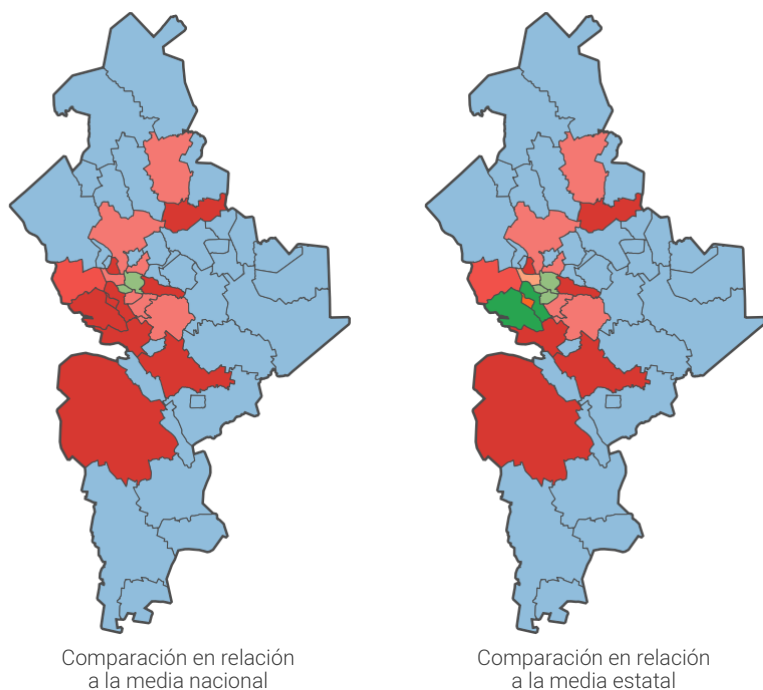 Comparación en relación
a la media nacional
Comparación en relación
a la media estatal